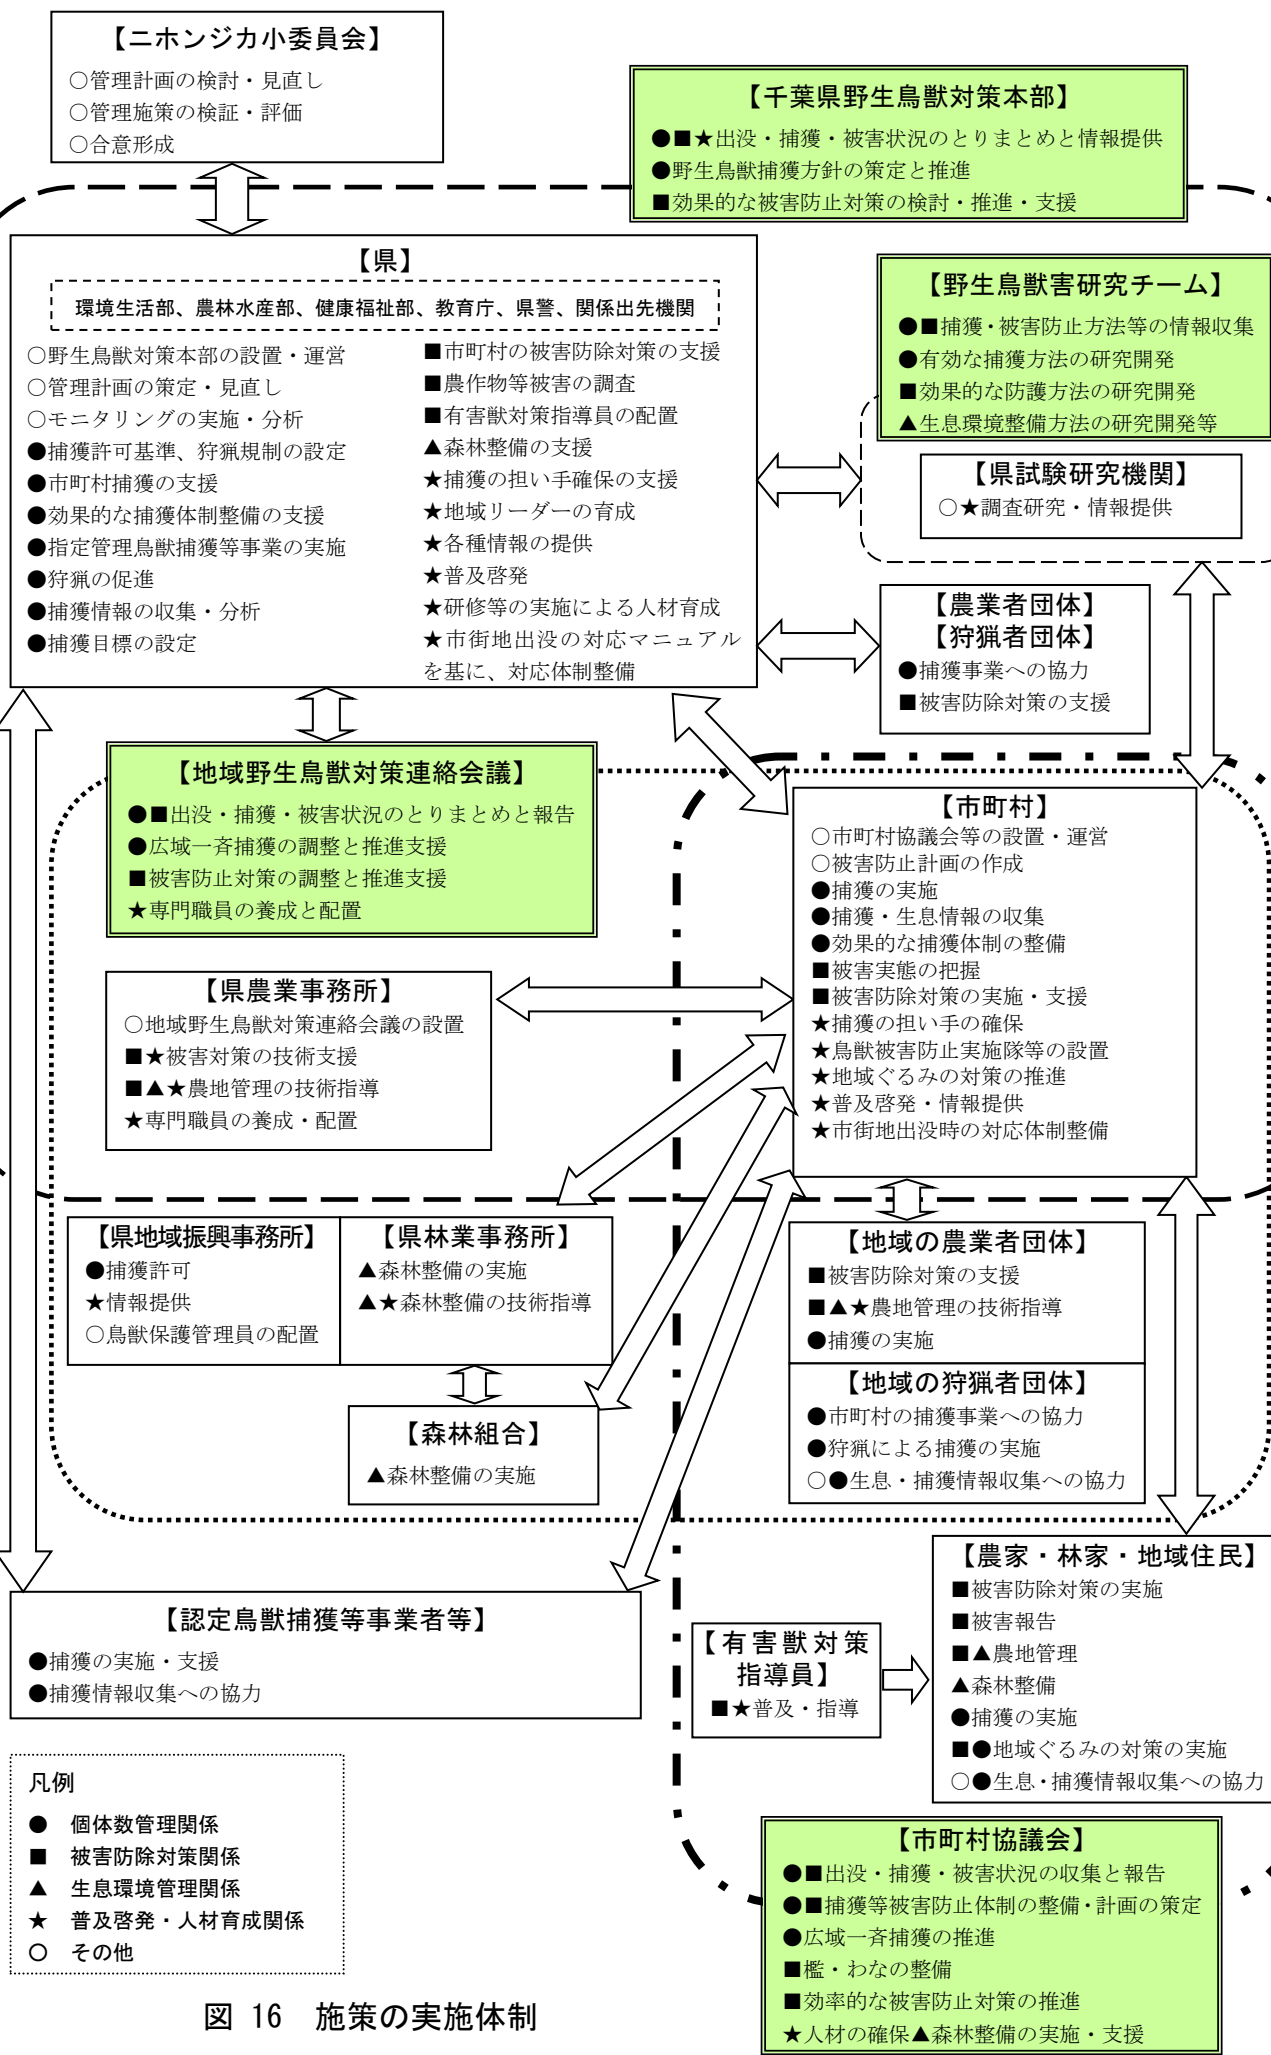 【ニホンジカ小委員会】
○管理計画の検討・見直し
○管理施策の検証・評価
○合意形成
【千葉県野生鳥獣対策本部】
●■★出没・捕獲・被害状況のとりまとめと情報提供
●野生鳥獣捕獲方針の策定と推進
■効果的な被害防止対策の検討・推進・支援
【県】
環境生活部、農林水産部、健康福祉部、教育庁、県警、関係出先機関
○野生鳥獣対策本部の設置・運営
○管理計画の策定・見直し
○モニタリングの実施・分析
●捕獲許可基準、狩猟規制の設定
●市町村捕獲の支援
●効果的な捕獲体制整備の支援
●指定管理鳥獣捕獲等事業の実施
●狩猟の促進
●捕獲情報の収集・分析
●捕獲目標の設定
■市町村の被害防除対策の支援
■農作物等被害の調査
■有害獣対策指導員の配置
▲森林整備の支援
★捕獲の担い手確保の支援
★地域リーダーの育成
★各種情報の提供
★普及啓発
★研修等の実施による人材育成
★市街地出没の対応マニュアル
を基に、対応体制整備
【野生鳥獣害研究チーム】
●■捕獲・被害防止方法等の情報収集
●有効な捕獲方法の研究開発
■効果的な防護方法の研究開発
▲生息環境整備方法の研究開発等
【県試験研究機関】
○★調査研究・情報提供
【農業者団体】
【狩猟者団体】
●捕獲事業への協力
■被害防除対策の支援
【地域野生鳥獣対策連絡会議】
●■出没・捕獲・被害状況のとりまとめと報告
●広域一斉捕獲の調整と推進支援
■被害防止対策の調整と推進支援
★専門職員の養成と配置
【市町村】
○市町村協議会等の設置・運営
○被害防止計画の作成
●捕獲の実施
●捕獲・生息情報の収集
●効果的な捕獲体制の整備
■被害実態の把握
■被害防除対策の実施・支援
★捕獲の担い手の確保
★鳥獣被害防止実施隊等の設置
★地域ぐるみの対策の推進
★普及啓発・情報提供
★市街地出没時の対応体制整備
【県農業事務所】
○地域野生鳥獣対策連絡会議の設置
■★被害対策の技術支援
■▲★農地管理の技術指導
★専門職員の養成・配置
【県地域振興事務所】
●捕獲許可
★情報提供
○鳥獣保護管理員の配置
【県林業事務所】
▲森林整備の実施
▲★森林整備の技術指導
【地域の農業者団体】
■被害防除対策の支援
■▲★農地管理の技術指導
●捕獲の実施
【地域の狩猟者団体】
●市町村の捕獲事業への協力
●狩猟による捕獲の実施
○●生息・捕獲情報収集への協力
【森林組合】
▲森林整備の実施
【認定鳥獣捕獲等事業者等】
●捕獲の実施・支援
●捕獲情報収集への協力
【有害獣対策
指導員】
■★普及・指導
【農家・林家・地域住民】
■被害防除対策の実施
■被害報告
■▲農地管理
▲森林整備
●捕獲の実施
■●地域ぐるみの対策の実施
○●生息・捕獲情報収集への協力
凡例
● 個体数管理関係
■ 被害防除対策関係
▲ 生息環境管理関係
★ 普及啓発・人材育成関係
○ その他
【市町村協議会】
●■出没・捕獲・被害状況の収集と報告
●■捕獲等被害防止体制の整備・計画の策定
●広域一斉捕獲の推進
■檻・わなの整備
■効率的な被害防止対策の推進
★人材の確保▲森林整備の実施・支援
図 16 施策の実施体制